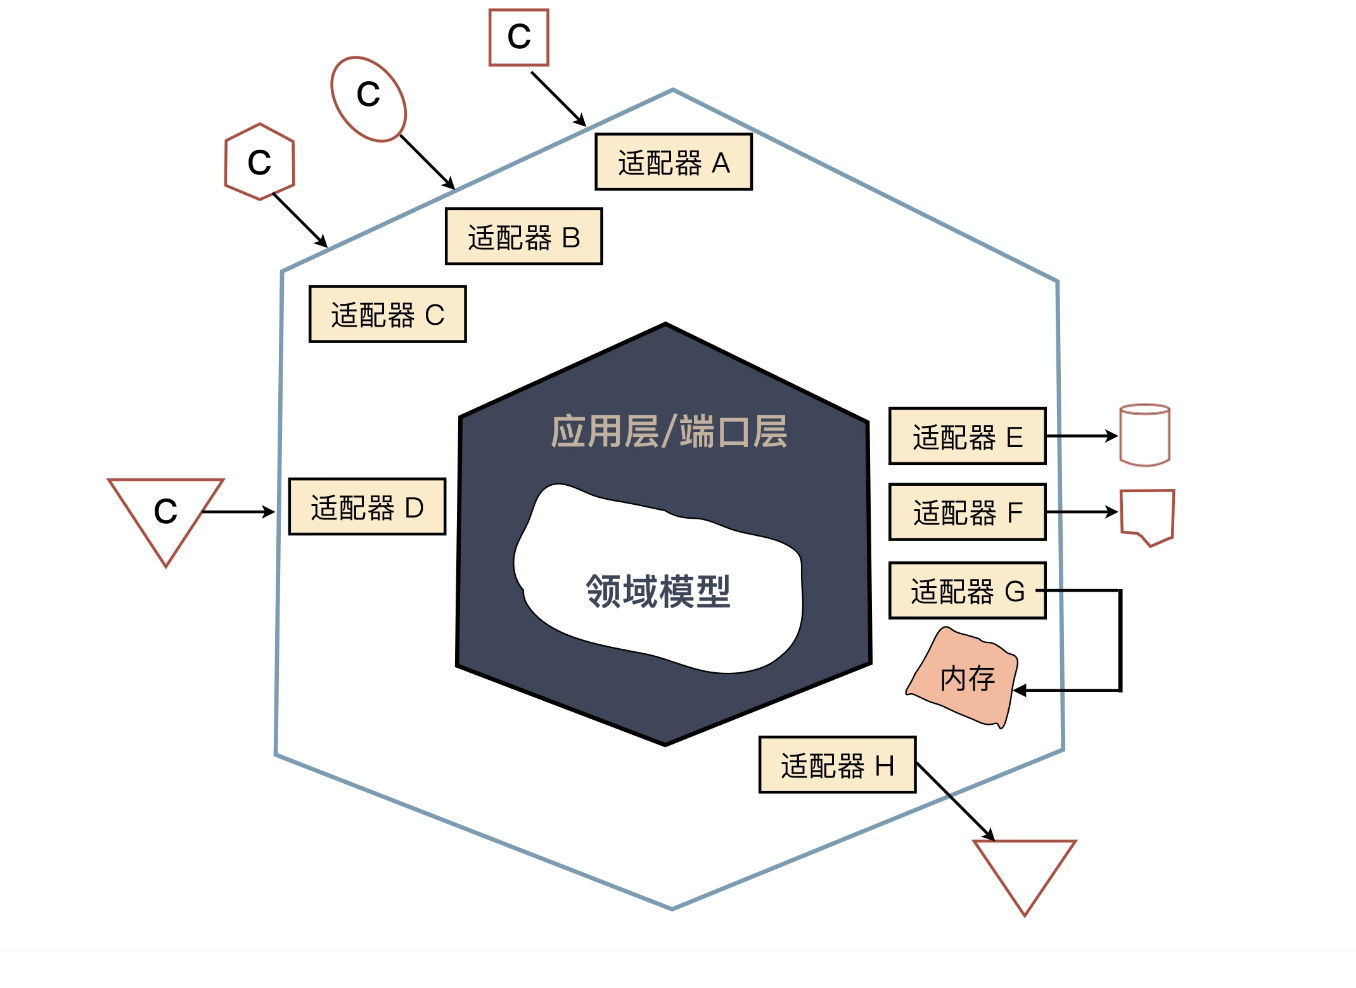 C
C
C
适配器 A
适配器 B
适配器 C
应用层/端口层
适配器 E
C
适配器 D
适配器 F
领域模型
适配器 G
内存
适配器 H